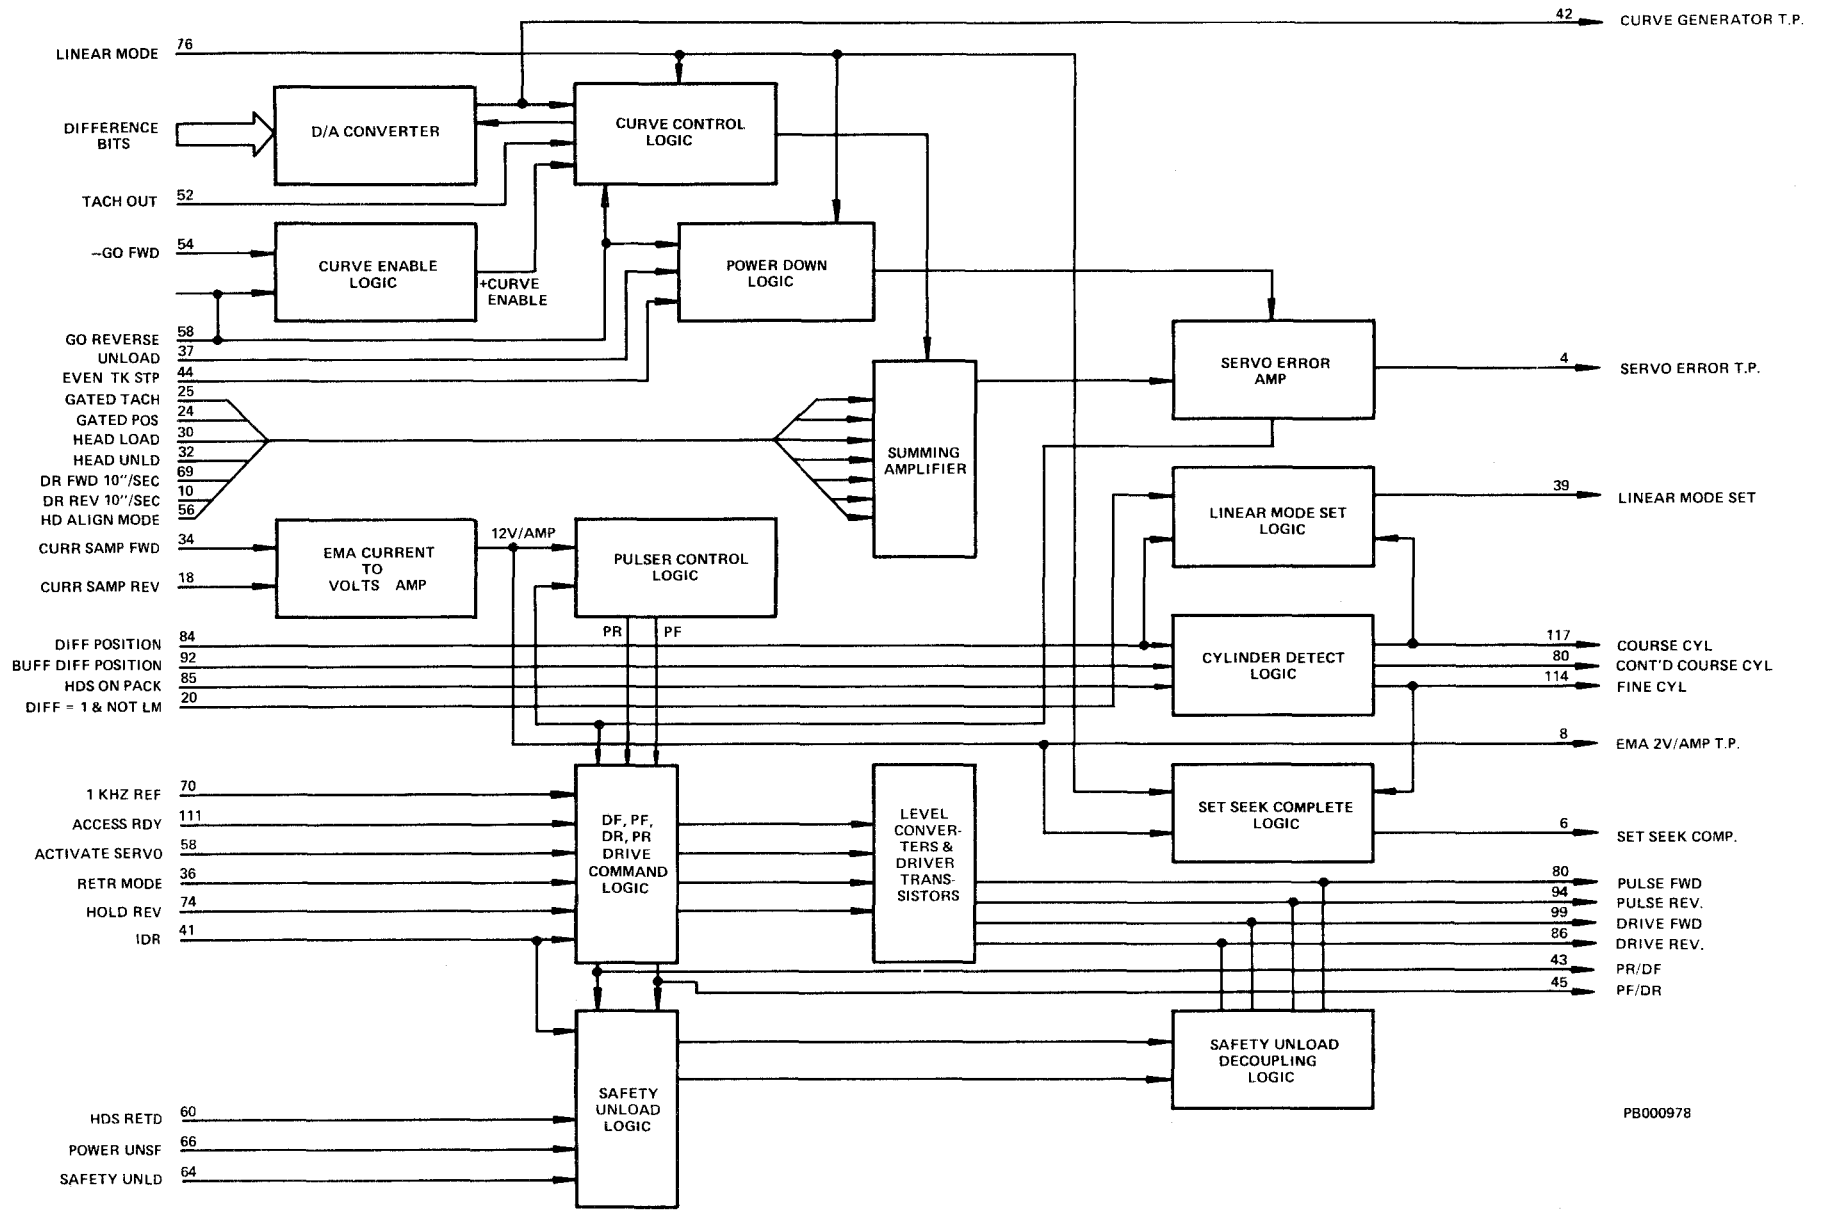 42 CURVE GENERATOR T.P.
LINEAR MODE 76
DIFFERENCE
BITS
D/A CONVERTER
CURVE CONTROL
LOGIC
TACH OUT 52
~GO FWD 54
CURVE ENABLE
LOGIC
+CURVE
ENABLE
POWER DOWN
LOGIC
GO REVERSE 58
UNLOAD 37
EVEN TK STP 44
GATED TACH 25
GATED POS 24
HEAD LOAD 30
HEAD UNLD 32
DR FWD 10"/SEC 69
DR REV 10"/SEC 10
HD ALIGN MODE 56
SUMMING
AMPLIFIER
SERVO ERROR
AMP
4 SERVO ERROR T.P.
LINEAR MODE SET
LOGIC
39 LINEAR MODE SET
CURR SAMP FWD 34
CURR SAMP REV 18
EMA CURRENT
TO
VOLTS AMP
12V/AMP
PULSER CONTROL
LOGIC
PR PF
DIFF POSITION 84
BUFF DIFF POSITION 92
HDS ON PACK 85
DIFF = 1 & NOT LM 20
CYLINDER DETECT
LOGIC
117 COURSE CYL
80 CONT'D COURSE CYL
114 FINE CYL
8 EMA 2V/AMP T.P.
1 KHZ REF 70
ACCESS RDY 111
ACTIVATE SERVO 58
RETR MODE 36
HOLD REV 74
IDR 41
DF, PF,
DR, PR
DRIVE
COMMAND
LOGIC
LEVEL
CONVER-
TERS &
DRIVER
TRANS-
SISTORS
SET SEEK COMPLETE
LOGIC
6 SET SEEK COMP.
80 PULSE FWD
94 PULSE REV.
99 DRIVE FWD
86 DRIVE REV.
43 PR/DF
45 PF/DR
SAFETY
UNLOAD
LOGIC
SAFETY UNLOAD
DECOUPLING
LOGIC
HDS RETD 60
POWER UNSF 66
SAFETY UNLD 64
PB000978